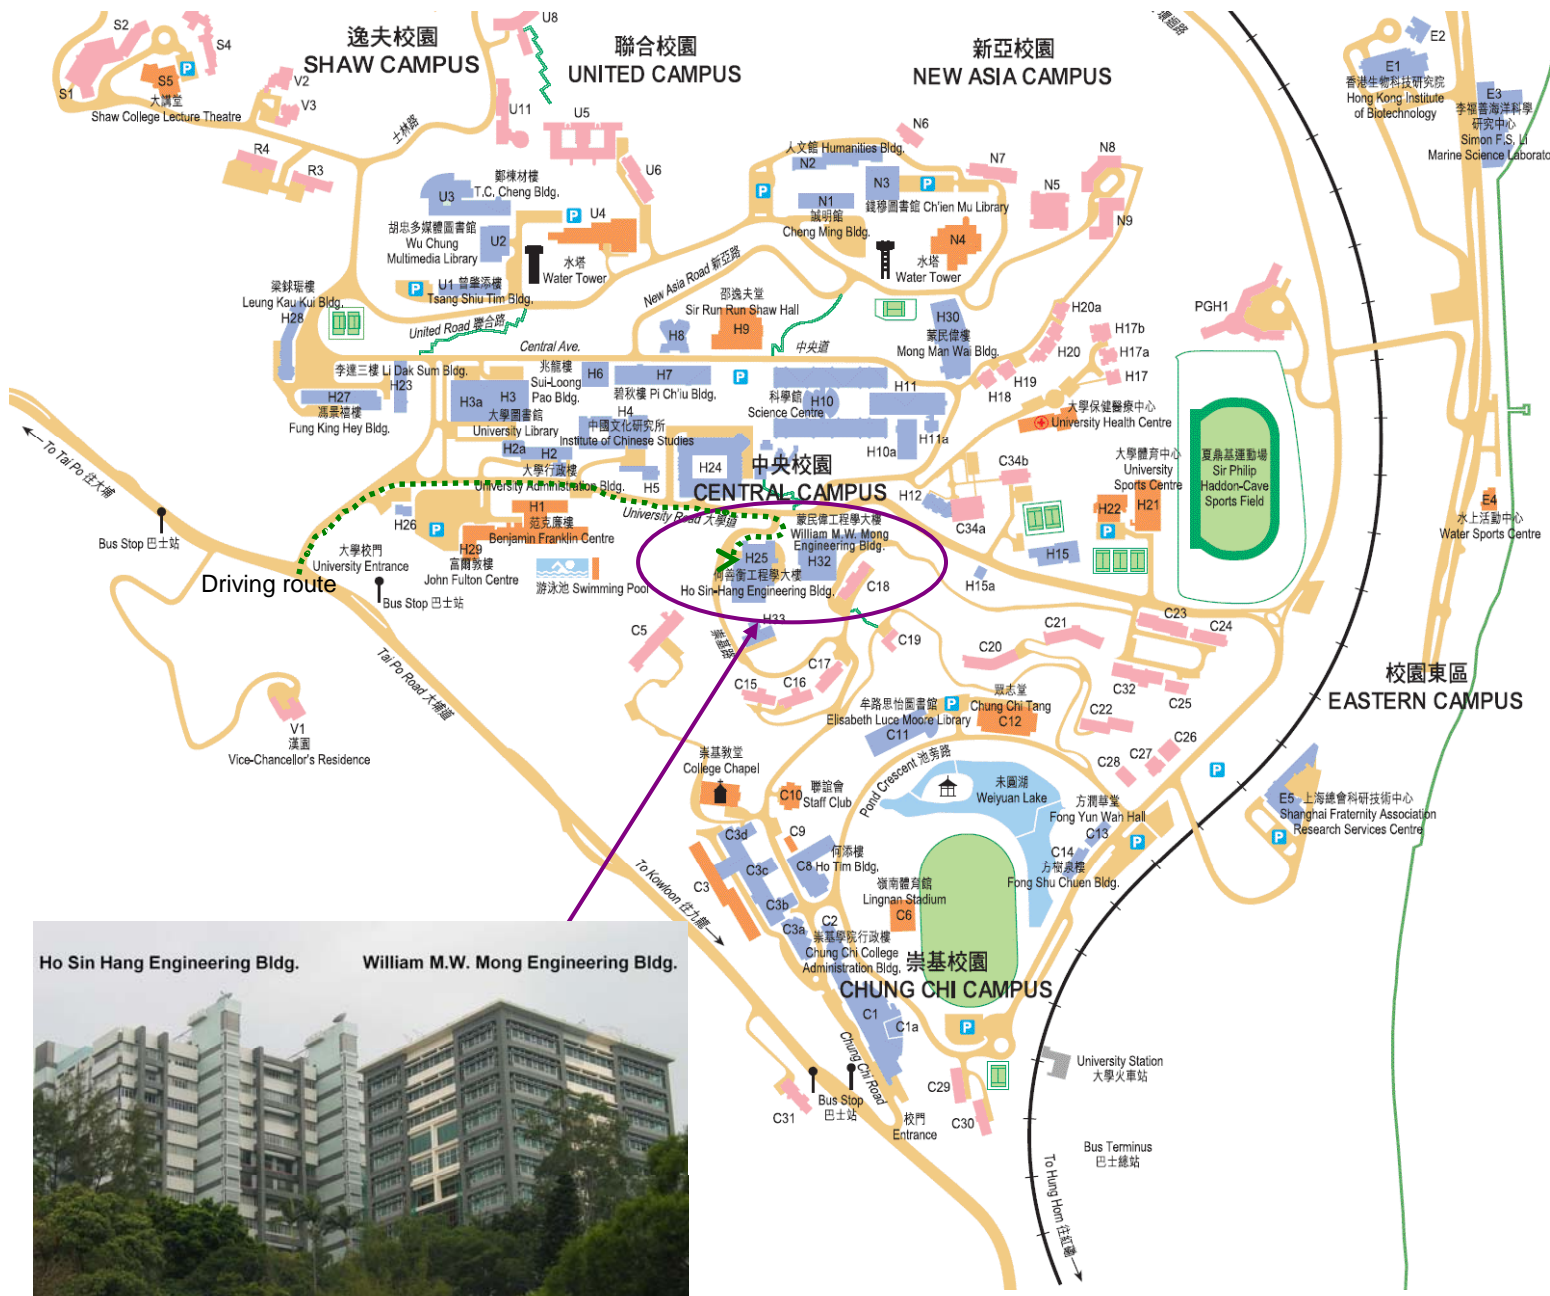 S2
S4
S1
S5
P
大講堂
Shaw College Lecture Theatre
V2
V3
R4
R3
逸夫校園
SHAW CAMPUS
士林路
U8
U11
聯合校園
UNITED CAMPUS
U5
U6
鄭棟材樓
T.C. Cheng Bldg.
U3
胡忠多媒體圖書館
Wu Chung
Multimedia Library
U2
P
U4
水塔
Water Tower
P
U1 曾肇添樓
Tsang Shiu Tim Bldg.
United Road 聯合路
梁銶琚樓
Leung Kau Kui Bldg.
H28
新亞校園
NEW ASIA CAMPUS
環迴路
N6
人文館 Humanities Bldg.
N2
N7
N8
P
N3
P
N1
錢穆圖書館 Ch'ien Mu Library
誠明館
Cheng Ming Bldg.
N5
N9
N4
水塔
Water Tower
New Asia Road 新亞路
邵逸夫堂
Sir Run Run Shaw Hall
H8
H9
H30
蒙民偉樓
Mong Man Wai Bldg.
H20a
H17b
H20
H17a
H19
H17
H18
PGH1
E2
E1
香港生物科技研究院
Hong Kong Institute
of Biotechnology
E3
李福善海洋科學
研究中心
Simon F.S. Li
Marine Science Laborato
Central Ave.
中央道
李達三樓 Li Dak Sum Bldg.
H23
H27
馮景禧樓
Fung King Hey Bldg.
兆龍樓
Sui-Loong
Pao Bldg.
H6
H7
碧秋樓 Pi Ch'iu Bldg.
P
H3a
H3
大學圖書館
University Library
H4
中國文化研究所
Institute of Chinese Studies
科學館
Science Centre
H10
H11
H11a
H10a
H2a
H2
大學行政樓
University Administration Bldg.
H5
H24
中央校園
CENTRAL CAMPUS
大學保健醫療中心
University Health Centre
C34b
C34a
H12
大學體育中心
University
Sports Centre
H22
H21
P
夏鼎基運動場
Sir Philip
Haddon-Cave
Sports Field
E4
水上活動中心
Water Sports Centre
To Tai Po 往大埔
Bus Stop 巴士站
H26
P
H1
范克廉樓
Benjamin Franklin Centre
University Road 大學道
H29
富爾敦樓
John Fulton Centre
大學校門
University Entrance
Driving route
Bus Stop 巴士站
游泳池 Swimming Pool
蒙民偉工程學大樓
William M.W. Mong
Engineering Bldg.
H25
H32
何善衡工程學大樓
Ho Sin-Hang Engineering Bldg.
C18
H15
H15a
H33
崇基路
C5
C19
C15
C16
C17
C20
C21
C23
C24
C32
C25
C22
C26
C27
C28
校園東區
EASTERN CAMPUS
Tai Po Road 大埔道
V1
漢園
Vice-Chancellor's Residence
牟路思怡圖書館
Elisabeth Luce Moore Library
C11
P
眾志堂
Chung Chi Tang
C12
崇基教堂
College Chapel
C10
聯誼會
Staff Club
Pond Crescent 池旁路
未圓湖
Weiyuan Lake
方潤華堂
Fong Yun Wah Hall
C13
P
C14
方樹泉樓
Fong Shu Chuen Bldg.
P
E5
上海總會科研技術中心
Shanghai Fraternity Association
Research Services Centre
P
C3d
C9
何添樓
C8 Ho Tim Bldg.
C3c
C3
C3b
C3a
C2
嶺南體育館
Lingnan Stadium
C6
崇基學院行政樓
Chung Chi College
Administration Bldg.
崇基校園
CHUNG CHI CAMPUS
To Kowloon 往九龍
C1
C1a
P
Chung Chi Road
Bus Stop
巴士站
C31
校門
Entrance
C29
C30
University Station
大學火車站
Bus Terminus
巴士總站
To Hung Hom 往紅磡
Ho Sin Hang Engineering Bldg.
William M.W. Mong Engineering Bldg.